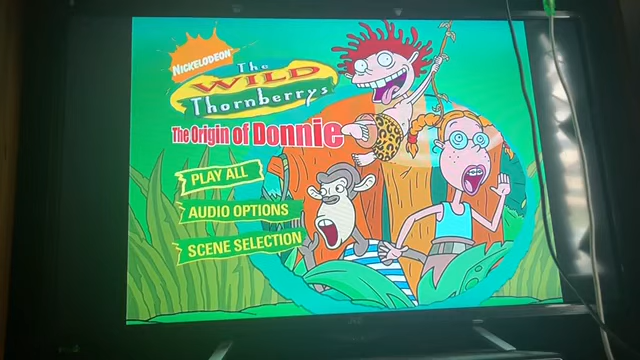 NICKELODEON
The
WILD
Thornberrys
The Origin of Donnie
PLAY ALL
AUDIO OPTIONS
SCENE SELECTION